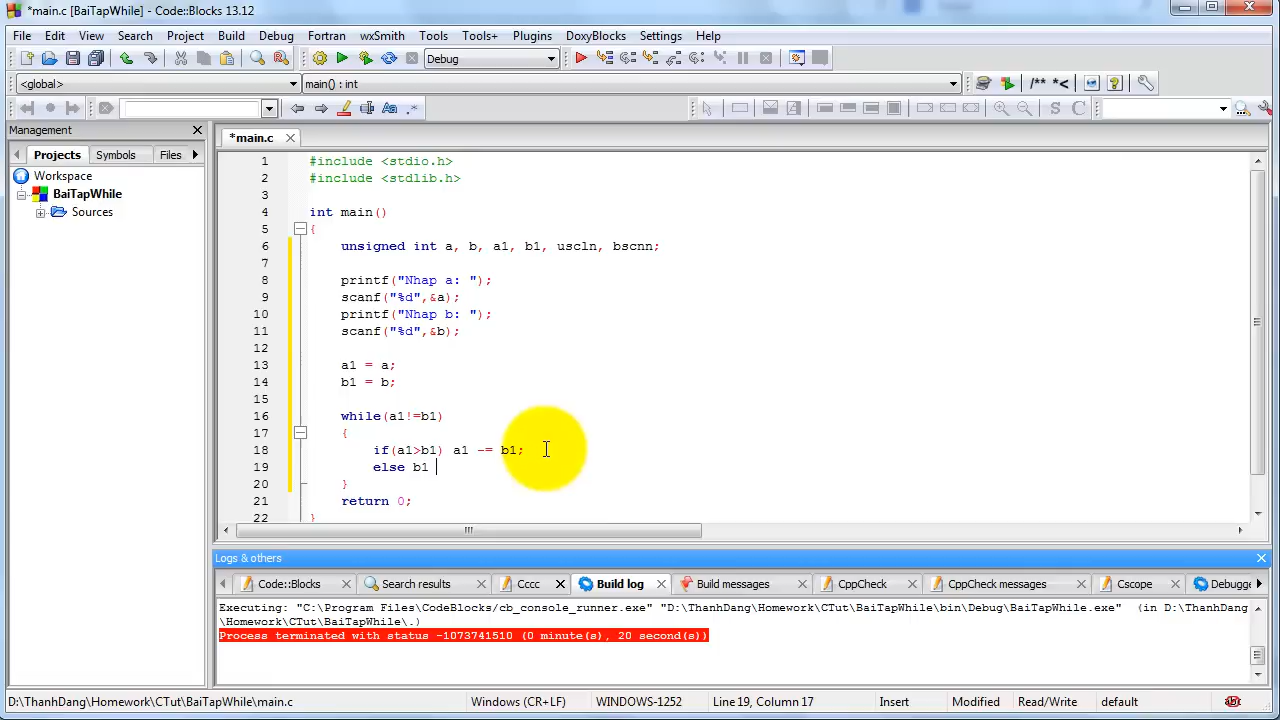 *main.c [BaiTapWhile] - Code::Blocks 13.12
File Edit View Search Project Build Debug Fortran wxSmith Tools Tools+ Plugins DoxyBlocks Settings Help
Debug
<global> main() : int /** *<
Management
Projects Symbols Files
Workspace
BaiTapWhile
Sources
*main.c
1 #include <stdio.h>
2 #include <stdlib.h>
3
4 int main()
5 {
6 unsigned int a, b, a1, b1, uscln, bscnn;
7
8 printf("Nhap a: ");
9 scanf("%d",&a);
10 printf("Nhap b: ");
11 scanf("%d",&b);
12
13 a1 = a;
14 b1 = b;
15
16 while(a1!=b1)
17 {
18 if(a1>b1) a1 -= b1;
19 else b1
20 }
21 return 0;
22 }
Logs & others
Code::Blocks Search results Cccc Build log Build messages CppCheck CppCheck messages Cscope Debugge
Executing: "C:\Program Files\CodeBlocks/cb_console_runner.exe" "D:\ThanhDang\Homework\CTut\BaiTapWhile\bin\Debug\BaiTapWhile.exe" (in D:\ThanhDang
\Homework\CTut\BaiTapWhile\.)
Process terminated with status -1073741510 (0 minute(s), 20 second(s))
D:\ThanhDang\Homework\CTut\BaiTapWhile\main.c Windows (CR+LF) WINDOWS-1252 Line 19, Column 17 Insert Modified Read/Write default